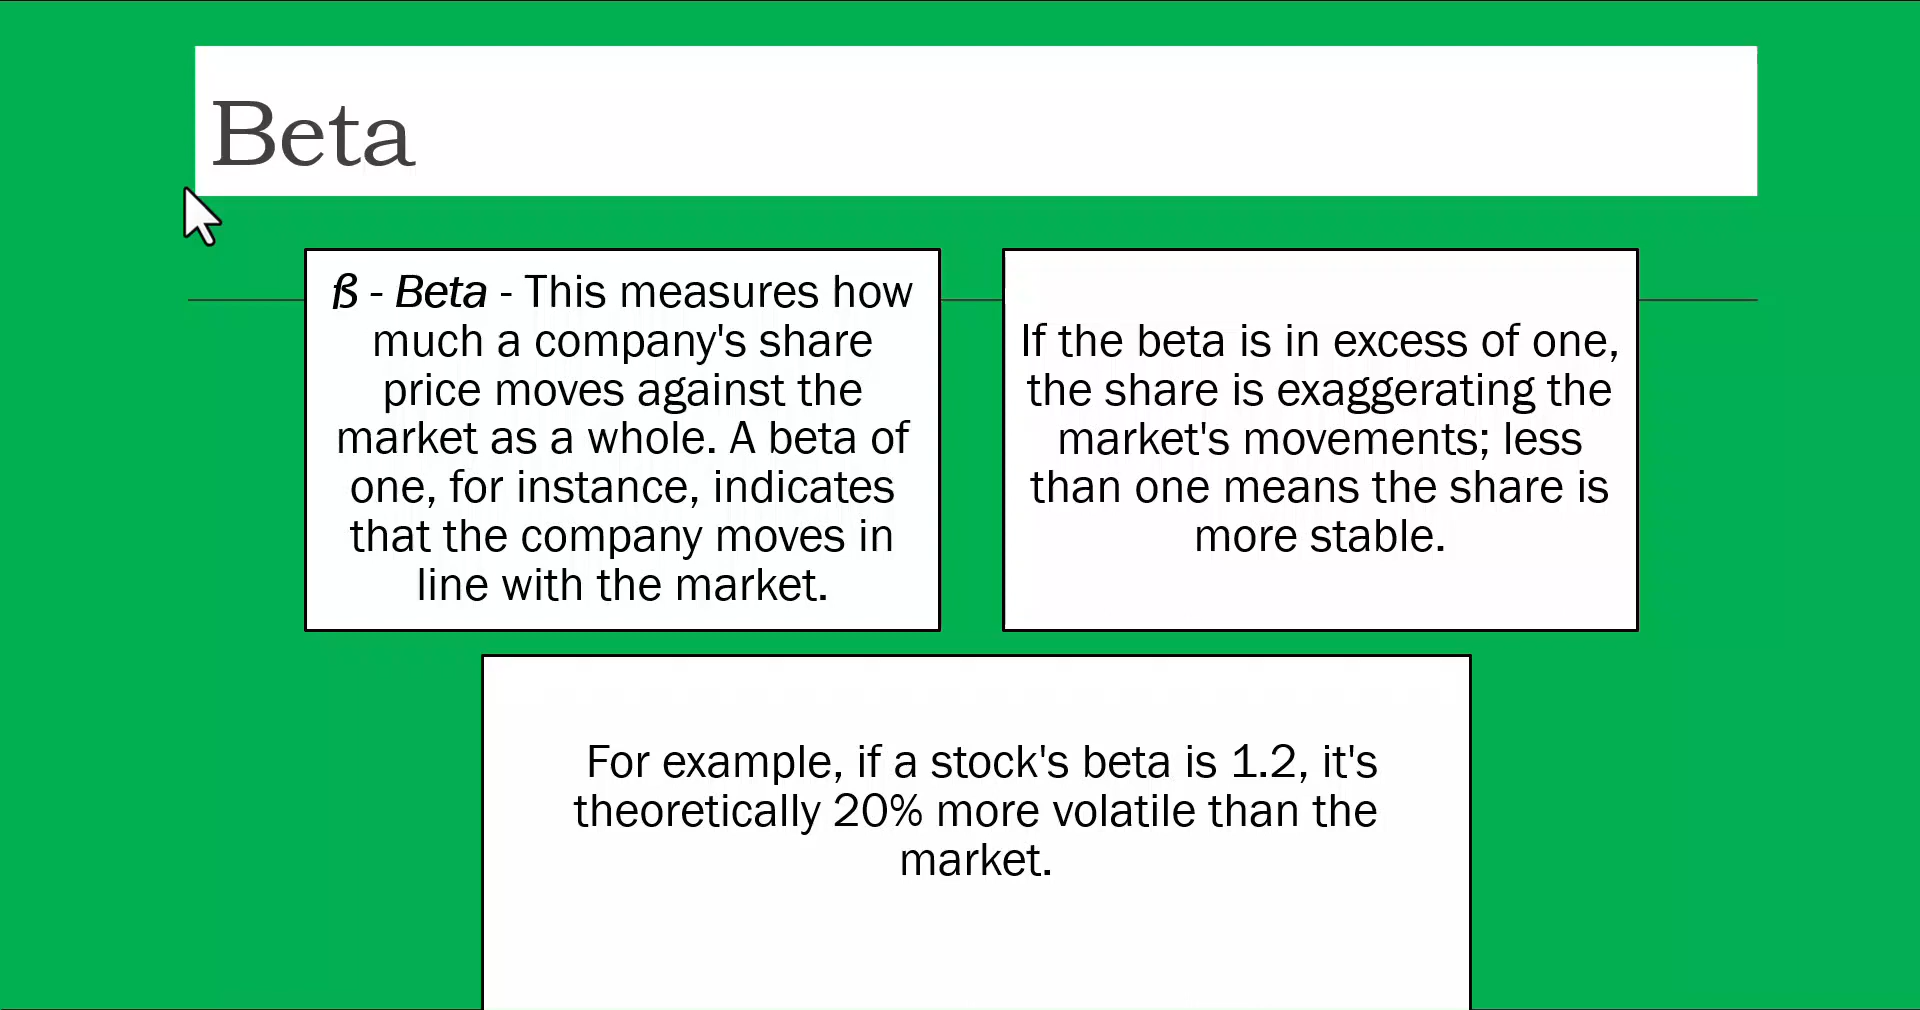 Beta
ß - Beta - This measures how
much a company's share
price moves against the
market as a whole. A beta of
one, for instance, indicates
that the company moves in
line with the market.
If the beta is in excess of one,
the share is exaggerating the
market's movements; less
than one means the share is
more stable.
For example, if a stock's beta is 1.2, it's
theoretically 20% more volatile than the
market.